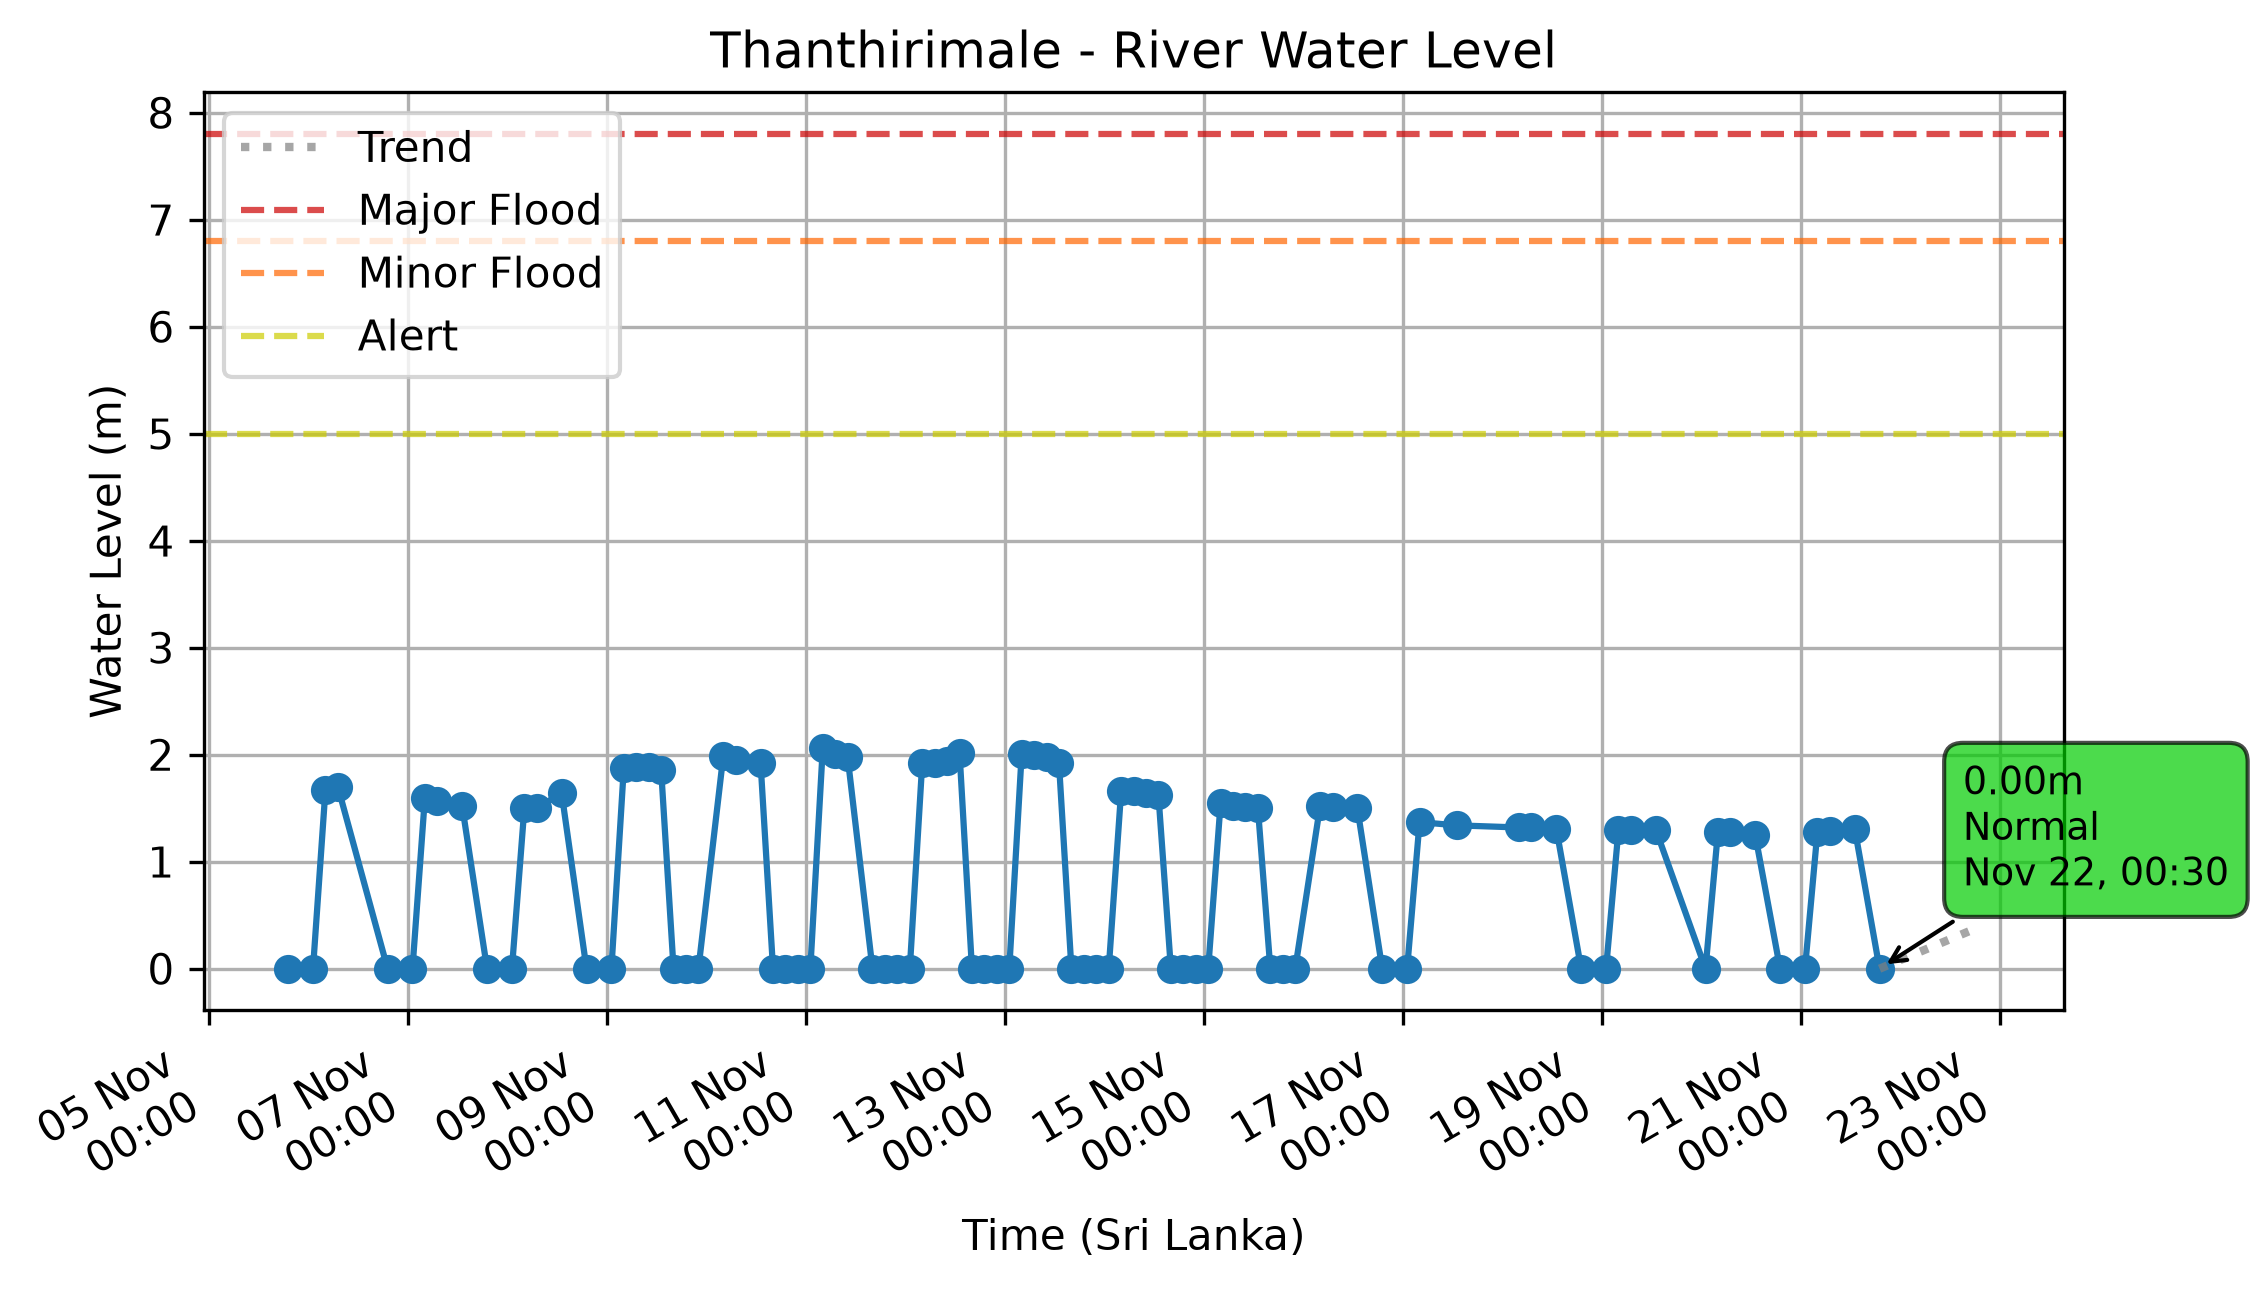 Thanthirimale - River Water Level
8
7
6
5
4
3
2
1
0
Water Level (m)
Trend
Major Flood
Minor Flood
Alert
0.00m
Normal
Nov 22, 00:30
05 Nov
00:00
07 Nov
00:00
09 Nov
00:00
11 Nov
00:00
13 Nov
00:00
15 Nov
00:00
17 Nov
00:00
19 Nov
00:00
21 Nov
00:00
23 Nov
00:00
Time (Sri Lanka)